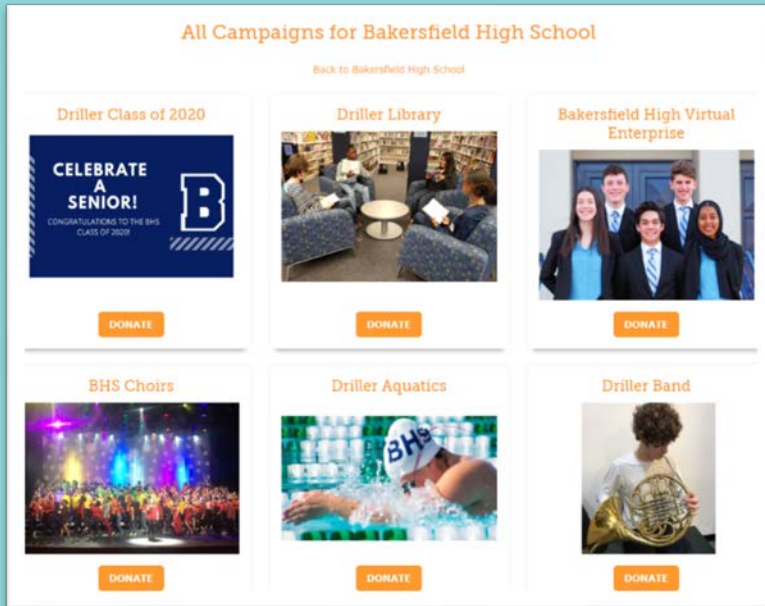 All Campaigns for Bakersfield High School
Back to Bakersfield High School
Driller Class of 2020
CELEBRATE
A
SENIOR!
CONGRATULATIONS TO THE BHS
CLASS OF 2020!
B
DONATE
Driller Library
DONATE
Bakersfield High Virtual
Enterprise
DONATE
BHS Choirs
DONATE
Driller Aquatics
BHS
DONATE
Driller Band
DONATE